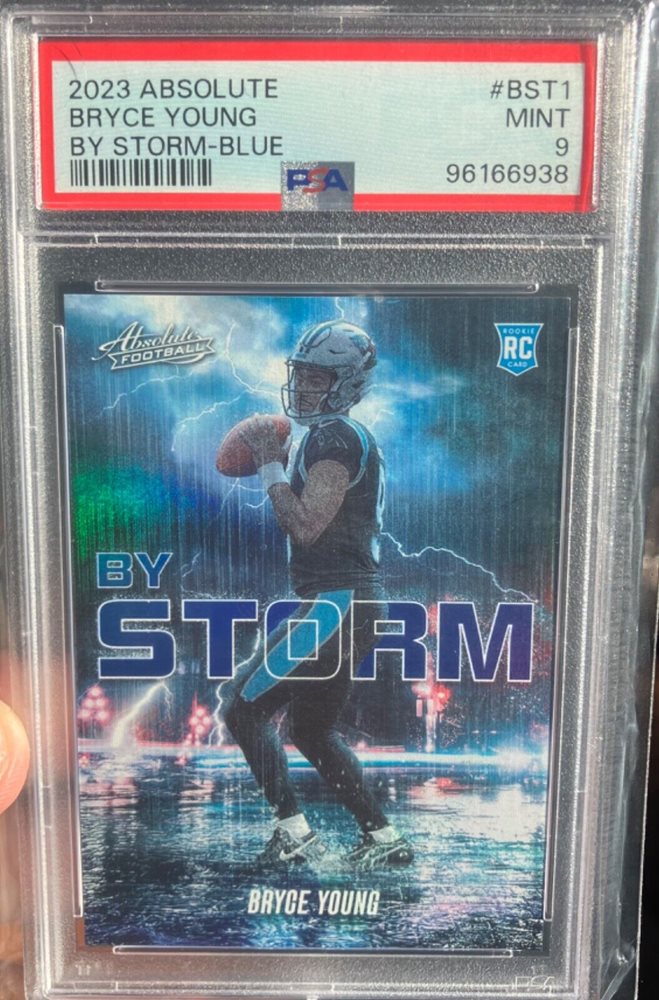 2023 ABSOLUTE #BST1
BRYCE YOUNG MINT
BY STORM-BLUE 9
PSA 96166938
Absolute
FOOTBALL
ROOKIE
RC
CARD
BY
STORM
BRYCE YOUNG
PSA